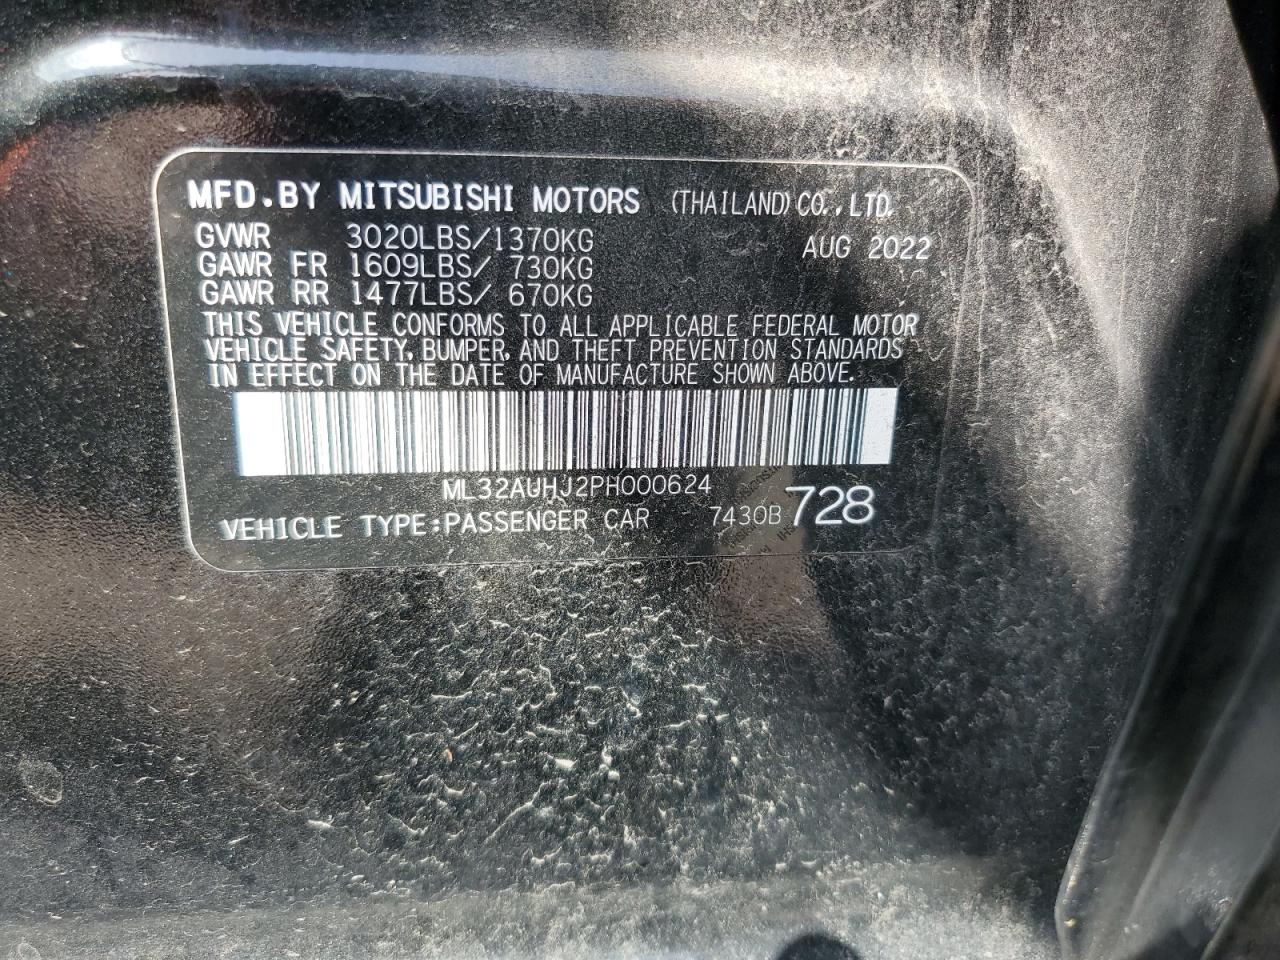 MFD.BY MITSUBISHI MOTORS (THAILAND) CO., LTD.
GVWR 3020LBS/1370KG AUG 2022
GAWR FR 1609LBS/ 730KG
GAWR RR 1477LBS/ 670KG
THIS VEHICLE CONFORMS TO ALL APPLICABLE FEDERAL MOTOR
VEHICLE SAFETY, BUMPER, AND THEFT PREVENTION STANDARDS
IN EFFECT ON THE DATE OF MANUFACTURE SHOWN ABOVE.
ML32AUHJ2PH000624
VEHICLE TYPE:PASSENGER CAR 7430B 728